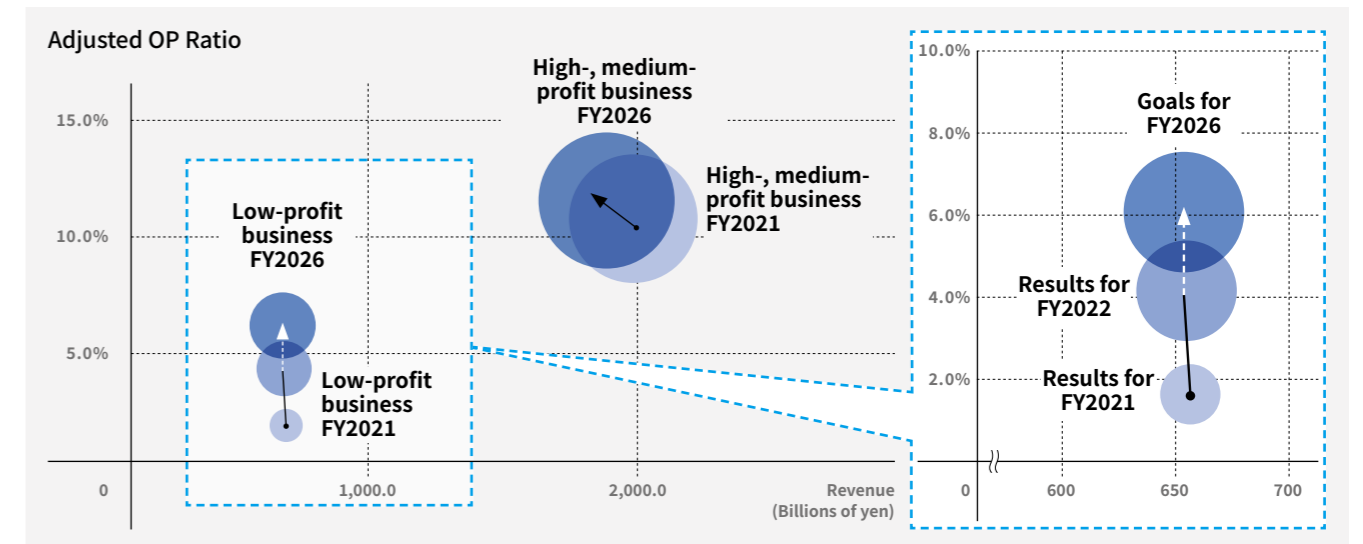 Adjusted OP Ratio
15.0%
10.0%
5.0%
0
1,000.0
2,000.0
Revenue
(Billions of yen)
High-, medium-
profit business
FY2026
High-, medium-
profit business
FY2021
Low-profit
business
FY2026
Low-profit
business
FY2021
10.0%
8.0%
6.0%
4.0%
2.0%
0
600
650
700
Goals for
FY2026
Results for
FY2022
Results for
FY2021